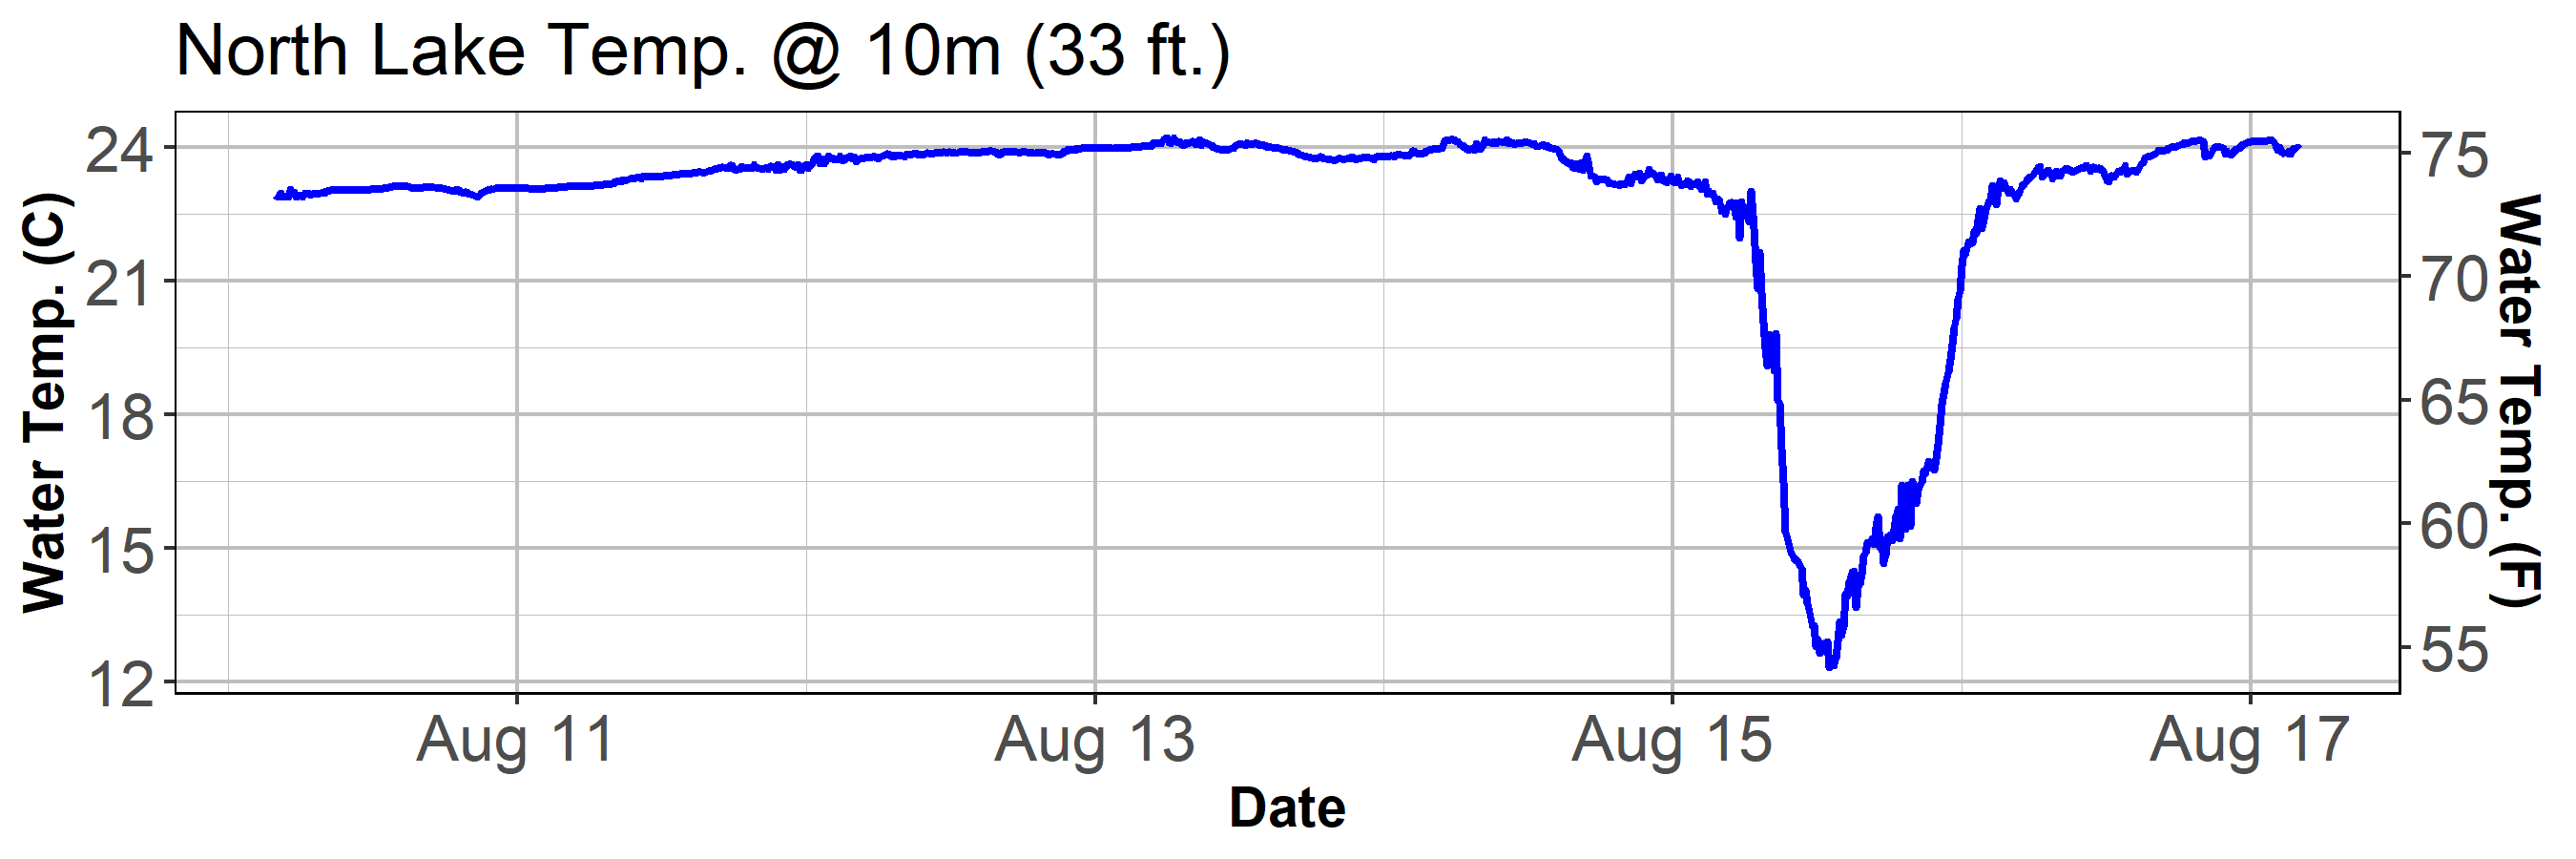 North Lake Temp. @ 10m (33 ft.)
Water Temp. (C)
24
21
18
15
12
75
70
65
60
55
Water Temp. (F)
Aug 11 Aug 13 Aug 15 Aug 17
Date